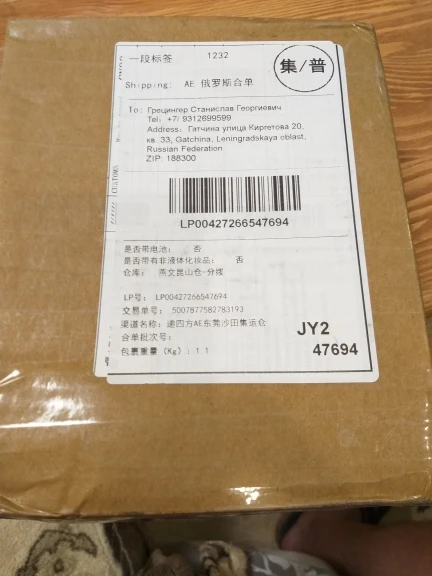 一段标签 1232
集/普
Shipping: AE 俄罗斯合单
To: Грецингер Станислав Георгиевич
Tel: +7/ 9312699599
Address: Гатчина улица Киргетова 20,
кв. 33, Gatchina, Leningradskaya oblast,
Russian Federation
ZIP: 188300
CUSTOMS
LP00427266547694
是否带电池: 否
是否带有非液体化妆品: 否
仓库: 燕文昆山仓-分拨
LP号: LP00427266547694
交易单号: 5007877582783193
渠道名称: 递四方AE东莞沙田集运仓
合单批次号:
包裹重量 (Kg): 1.1
JY2
47694